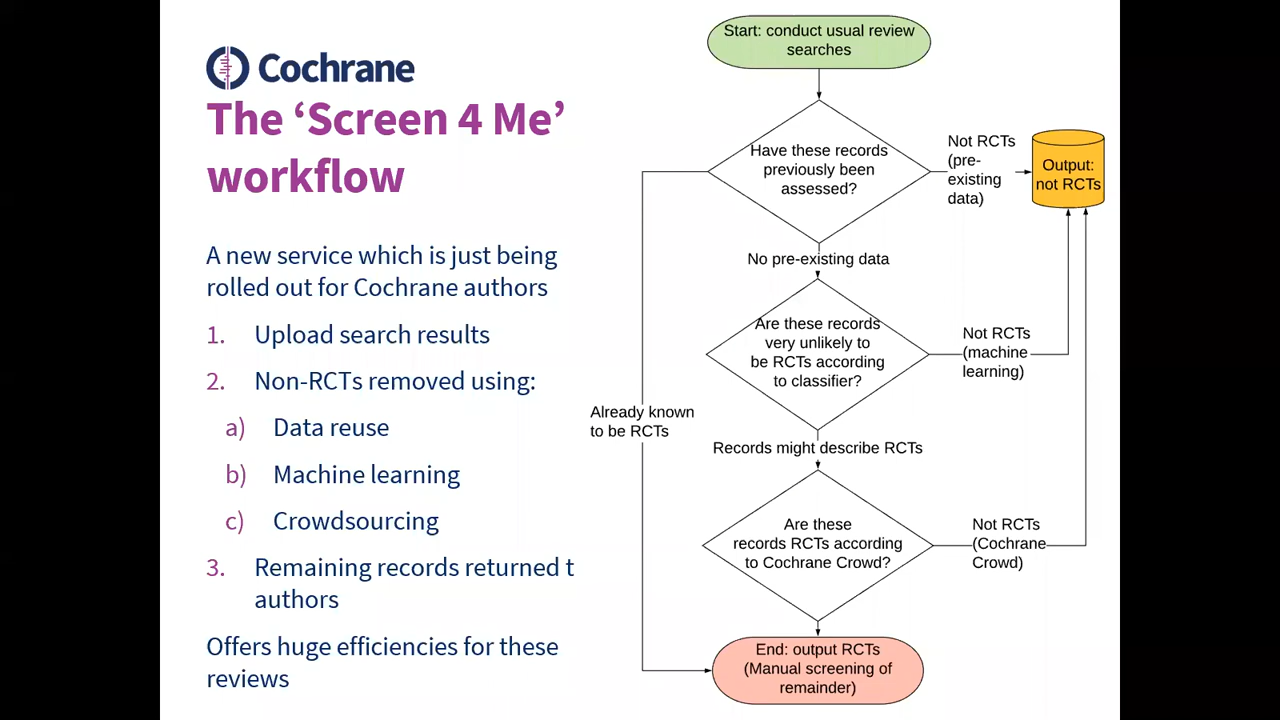 Cochrane
The ‘Screen 4 Me’
workflow
A new service which is just being
rolled out for Cochrane authors
1. Upload search results
2. Non-RCTs removed using:
a) Data reuse
b) Machine learning
c) Crowdsourcing
3. Remaining records returned t
authors
Offers huge efficiencies for these
reviews
Start: conduct usual review
searches
Have these records
previously been
assessed?
Not RCTs
(pre-
existing
data)
Output:
not RCTs
No pre-existing data
Are these records
very unlikely to
be RCTs according
to classifier?
Not RCTs
(machine
learning)
Already known
to be RCTs
Records might describe RCTs
Are these
records RCTs according
to Cochrane Crowd?
Not RCTs
(Cochrane
Crowd)
End: output RCTs
(Manual screening of
remainder)